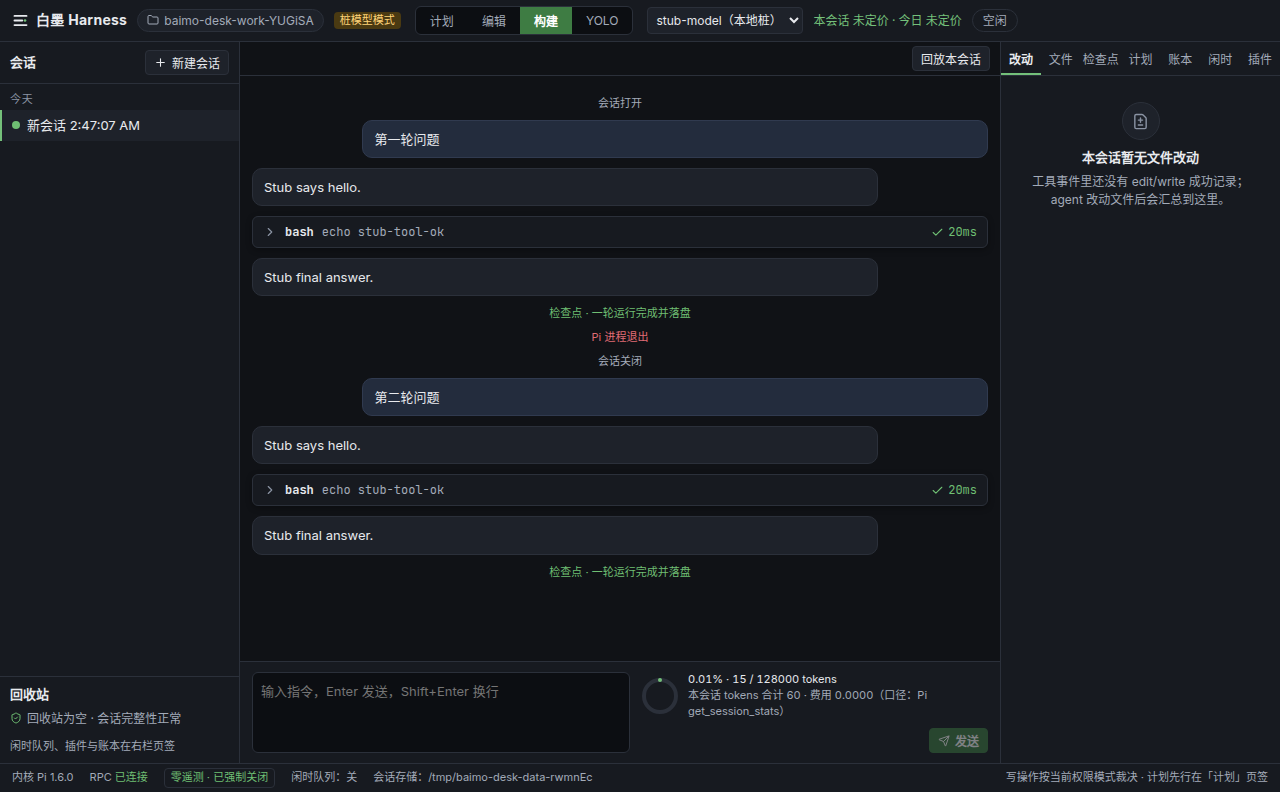 白墨 Harness
baimo-desk-work-YUGiSA
桩模型模式
计划 编辑 构建 YOLO
stub-model（本地桩）
本会话 未定价 · 今日 未定价
空闲
会话
新建会话
今天
新会话 2:47:07 AM
回收站
回收站为空 · 会话完整性正常
闲时队列、插件与账本在右栏页签
回放本会话
会话打开
第一轮问题
Stub says hello.
bash echo stub-tool-ok 20ms
Stub final answer.
检查点 · 一轮运行完成并落盘
Pi 进程退出
会话关闭
第二轮问题
Stub says hello.
bash echo stub-tool-ok 20ms
Stub final answer.
检查点 · 一轮运行完成并落盘
输入指令，Enter 发送，Shift+Enter 换行
0.01% · 15 / 128000 tokens
本会话 tokens 合计 60 · 费用 0.0000（口径：Pi
get_session_stats）
发送
改动 文件 检查点 计划 账本 闲时 插件
本会话暂无文件改动
工具事件里还没有 edit/write 成功记录；
agent 改动文件后会汇总到这里。
内核 Pi 1.6.0
RPC 已连接
零遥测 · 已强制关闭
闲时队列：关
会话存储：/tmp/baimo-desk-data-rwmnEc
写操作按当前权限模式裁决 · 计划先行在「计划」页签